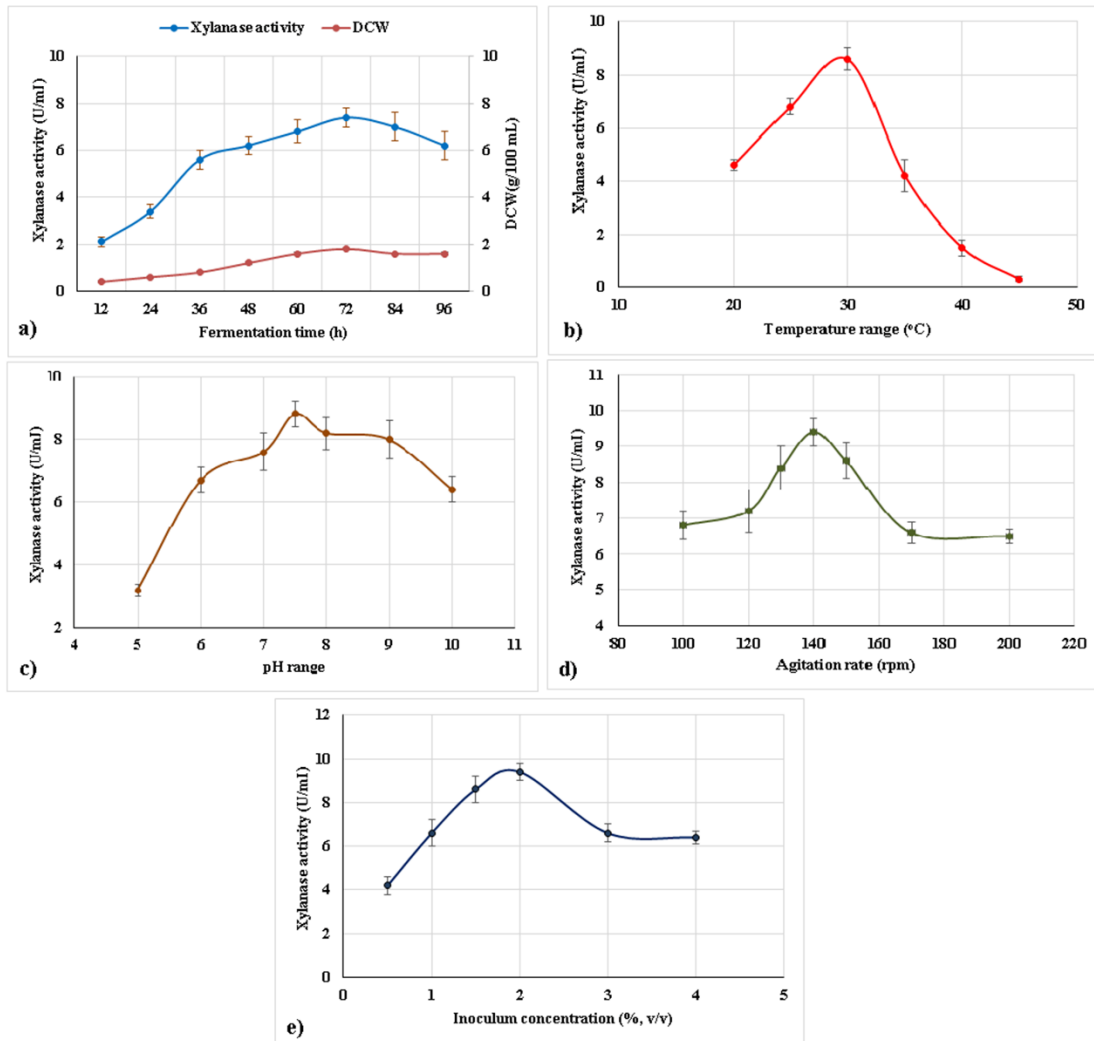 Xylanase activity DCW
10 10
8 8
6 6
4 4
2 2
0 0
12 24 36 48 60 72 84 96
Xylanase activity (U/ml)
DCW(g/100 mL)
Fermentation time (h)
a)
10
8
6
4
2
0
10 20 30 40 50
Xylanase activity (U/ml)
Temperature range (°C)
b)
10
8
6
4
2
4 5 6 7 8 9 10 11
Xylanase activity (U/ml)
pH range
c)
11
10
9
8
7
6
5
4
80 100 120 140 160 180 200 220
Xylanase activity (U/ml)
Agitation rate (rpm)
d)
12
10
8
6
4
2
0
0 1 2 3 4 5
Xylanase activity (U/ml)
Inoculum concentration (%, v/v)
e)